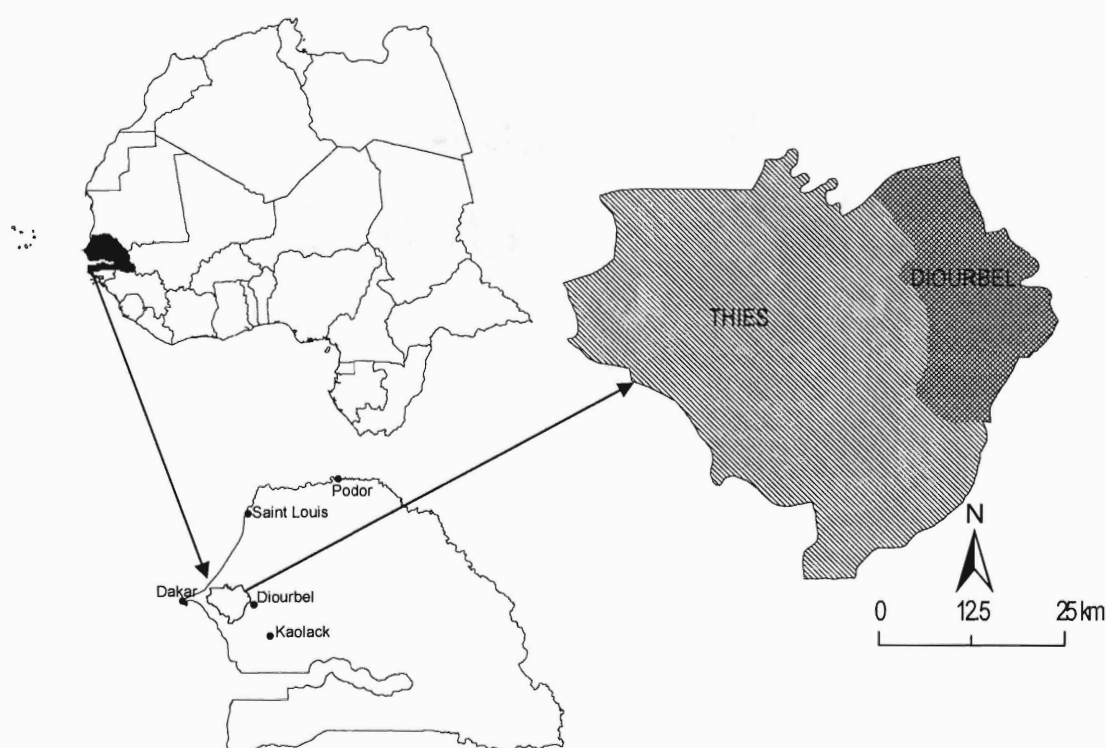 THIES
DIOURBEL
Podor
Saint Louis
Dakar
Diourbel
Kaolack
N
0 12.5 25 km